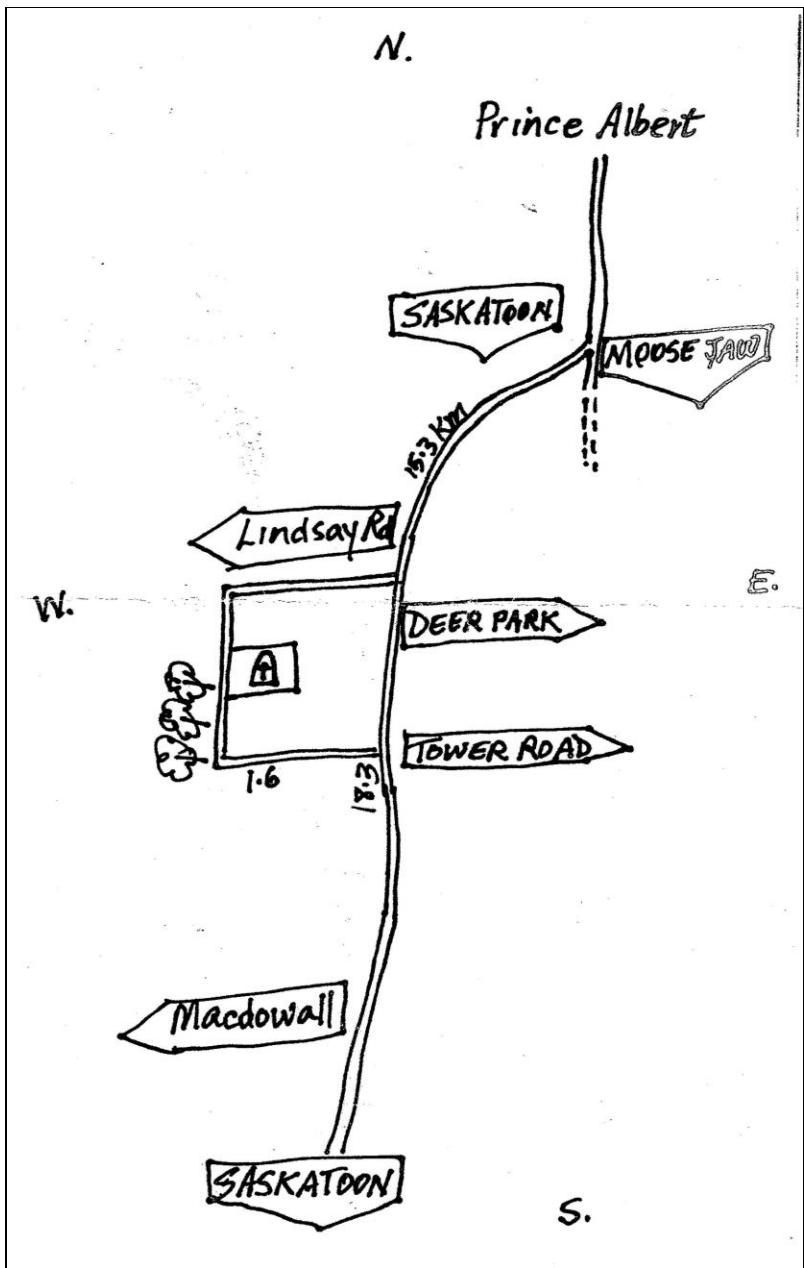 N.
Prince Albert
SASKATOON
MOOSE JAW
15.3 Km
Lindsay Rd
W.
E.
DEER PARK
TOWER ROAD
1.6
18.3
Macdowall
SASKATOON
S.